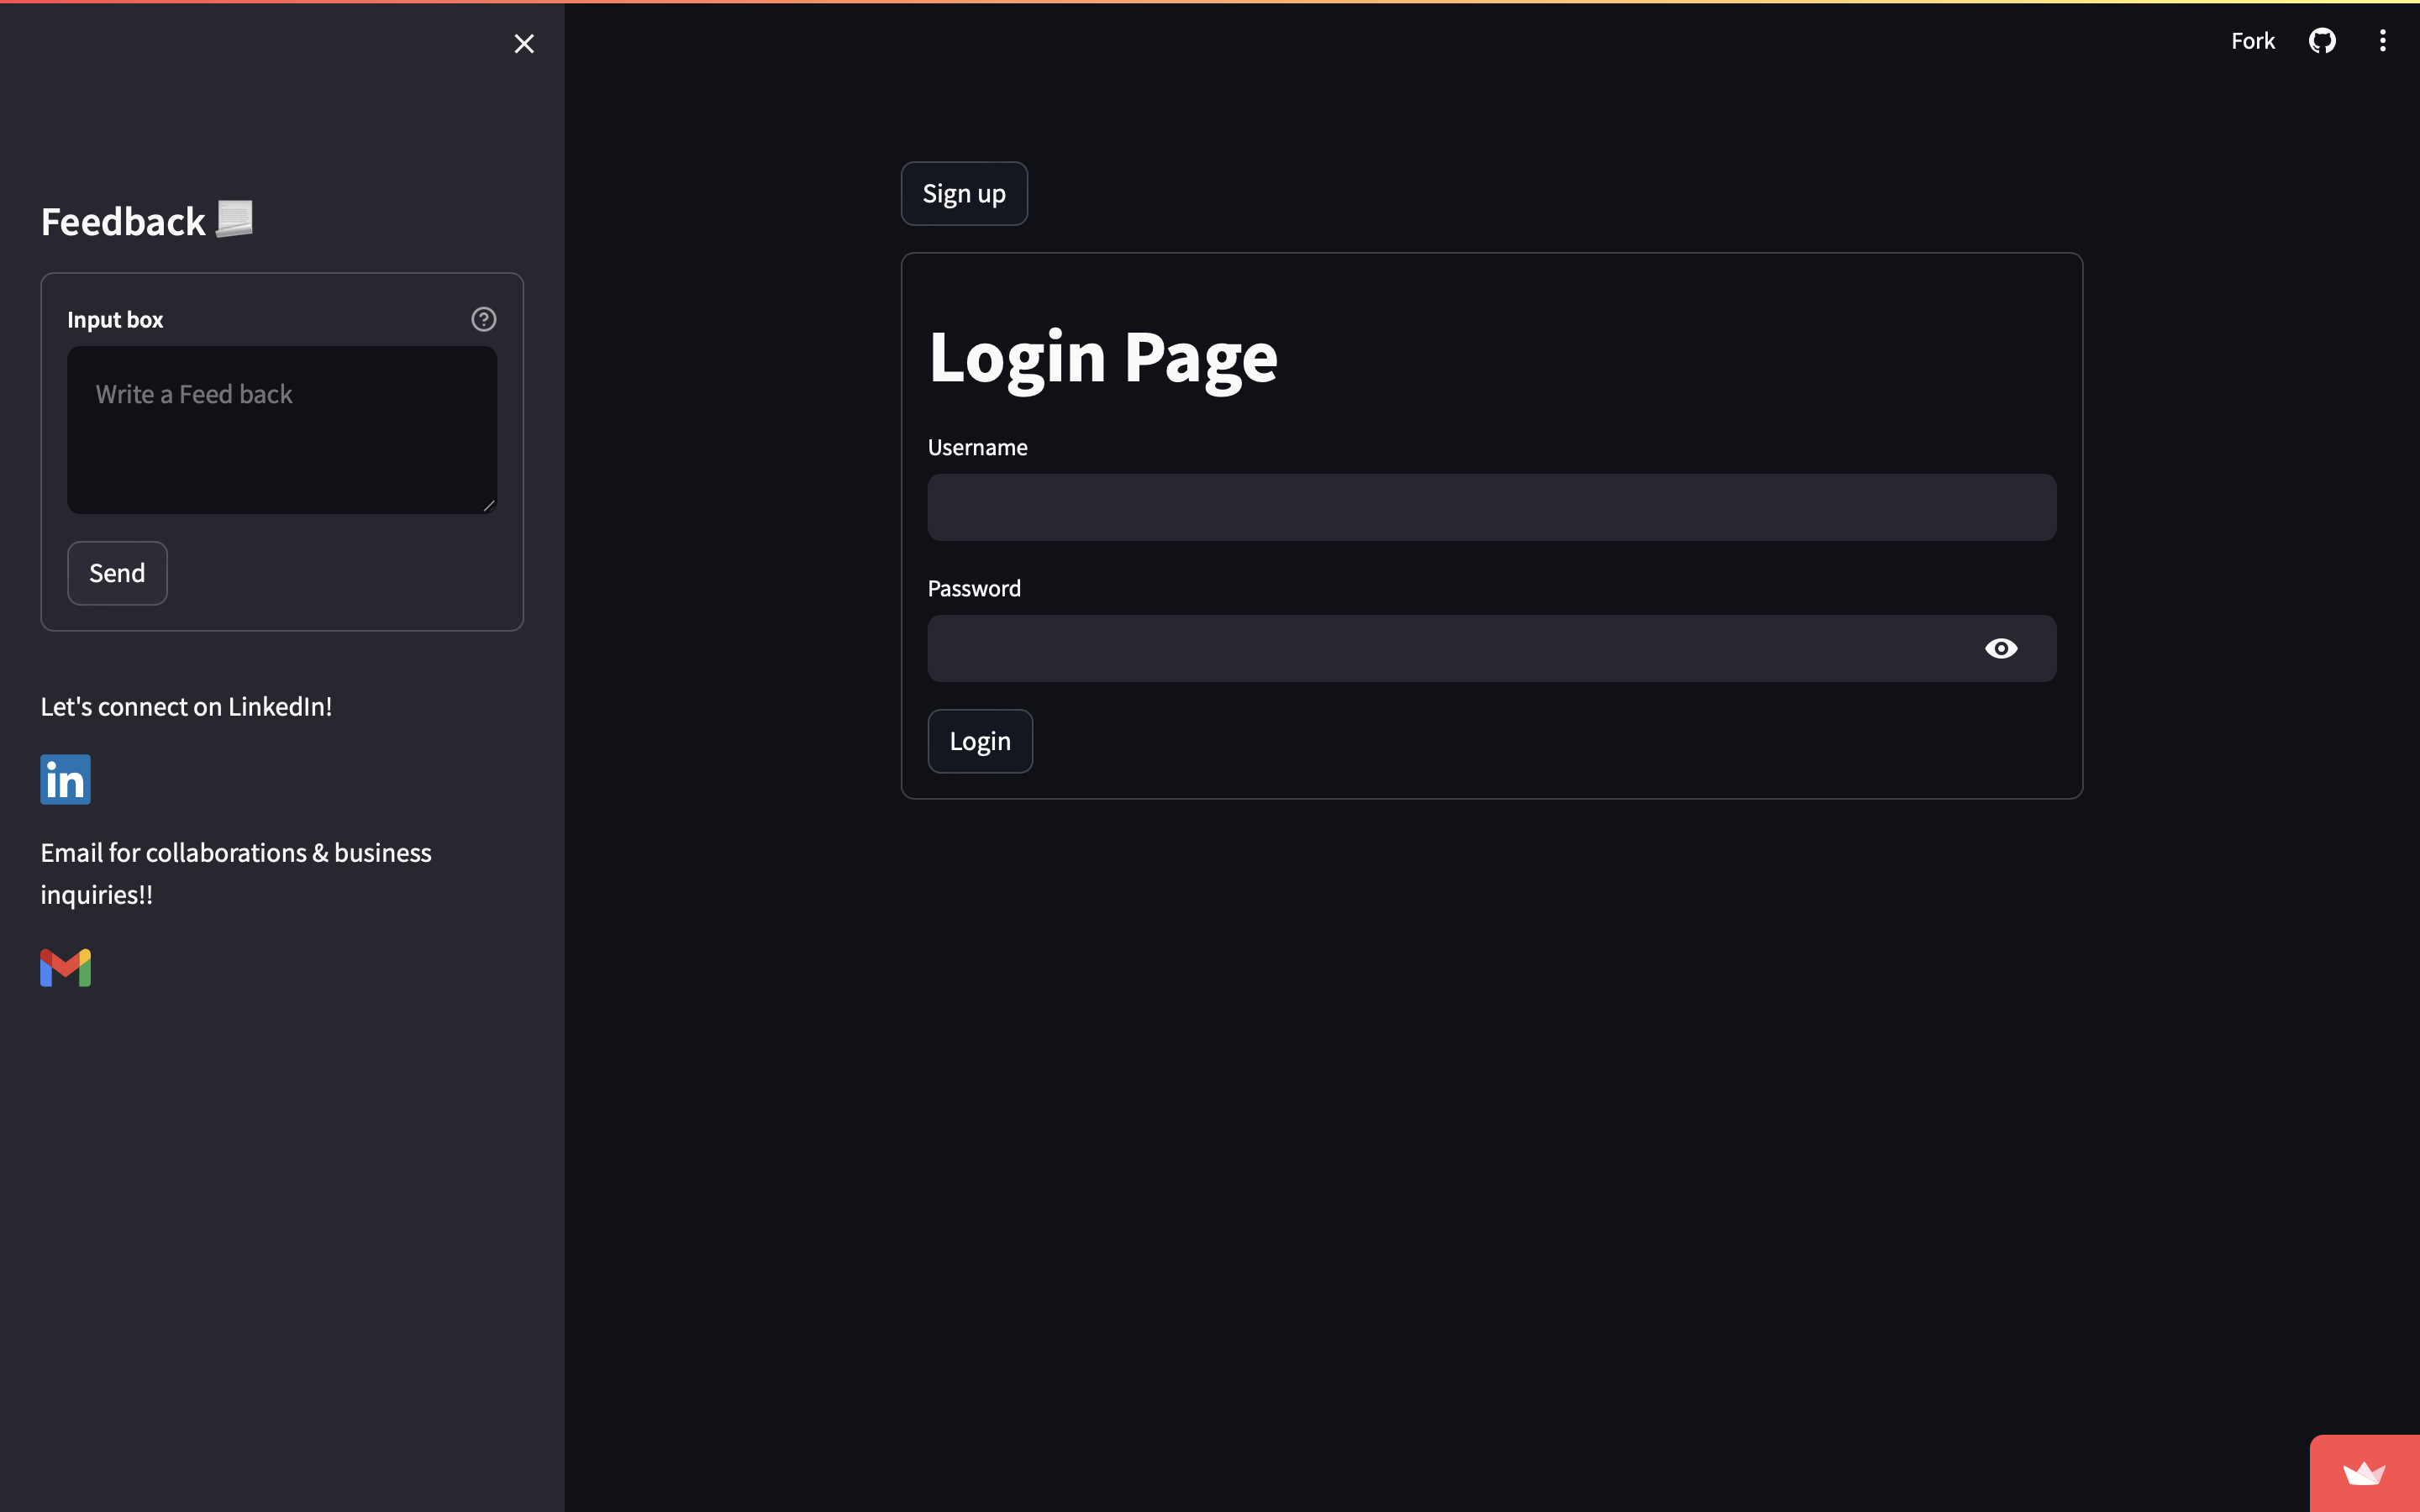 Fork
Feedback
Input box
Write a Feed back
Send
Let's connect on LinkedIn!
in
Email for collaborations & business
inquiries!!
Sign up
Login Page
Username
Password
Login